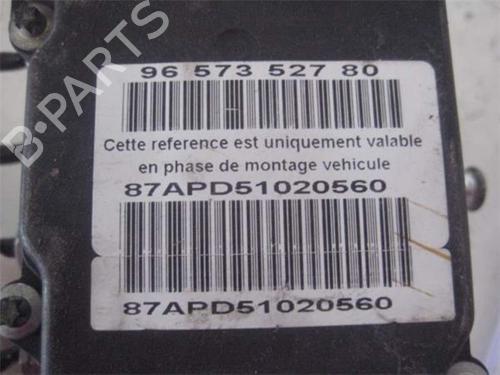 96 573 527 80
Cette reference est uniquement valable
en phase de montage vehicule
87APD51020560
87APD51020560
B-PARTS